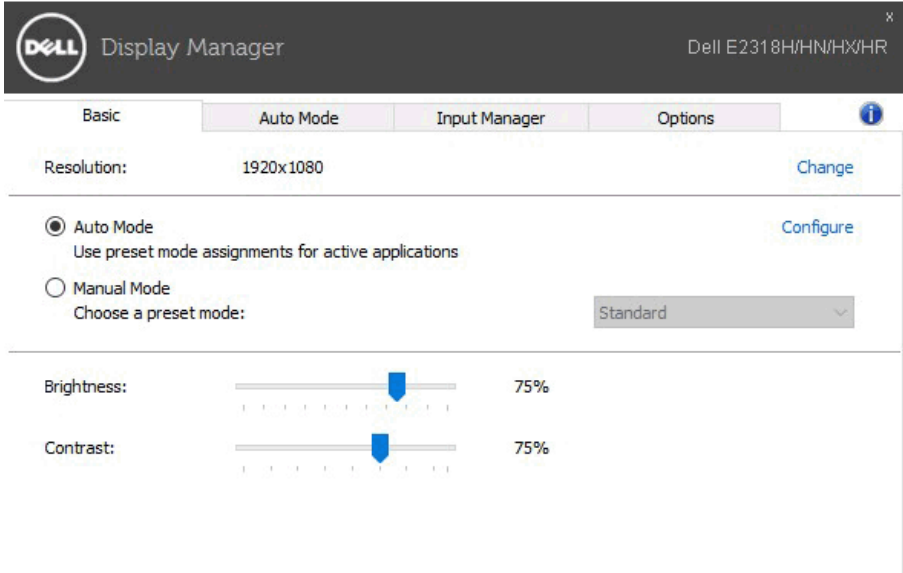 x
DELL Display Manager
Dell E2318H/HN/HX/HR
Basic Auto Mode Input Manager Options i
Resolution: 1920x1080 Change
Auto Mode Configure
Use preset mode assignments for active applications
Manual Mode
Choose a preset mode: Standard
Brightness: 75%
Contrast: 75%